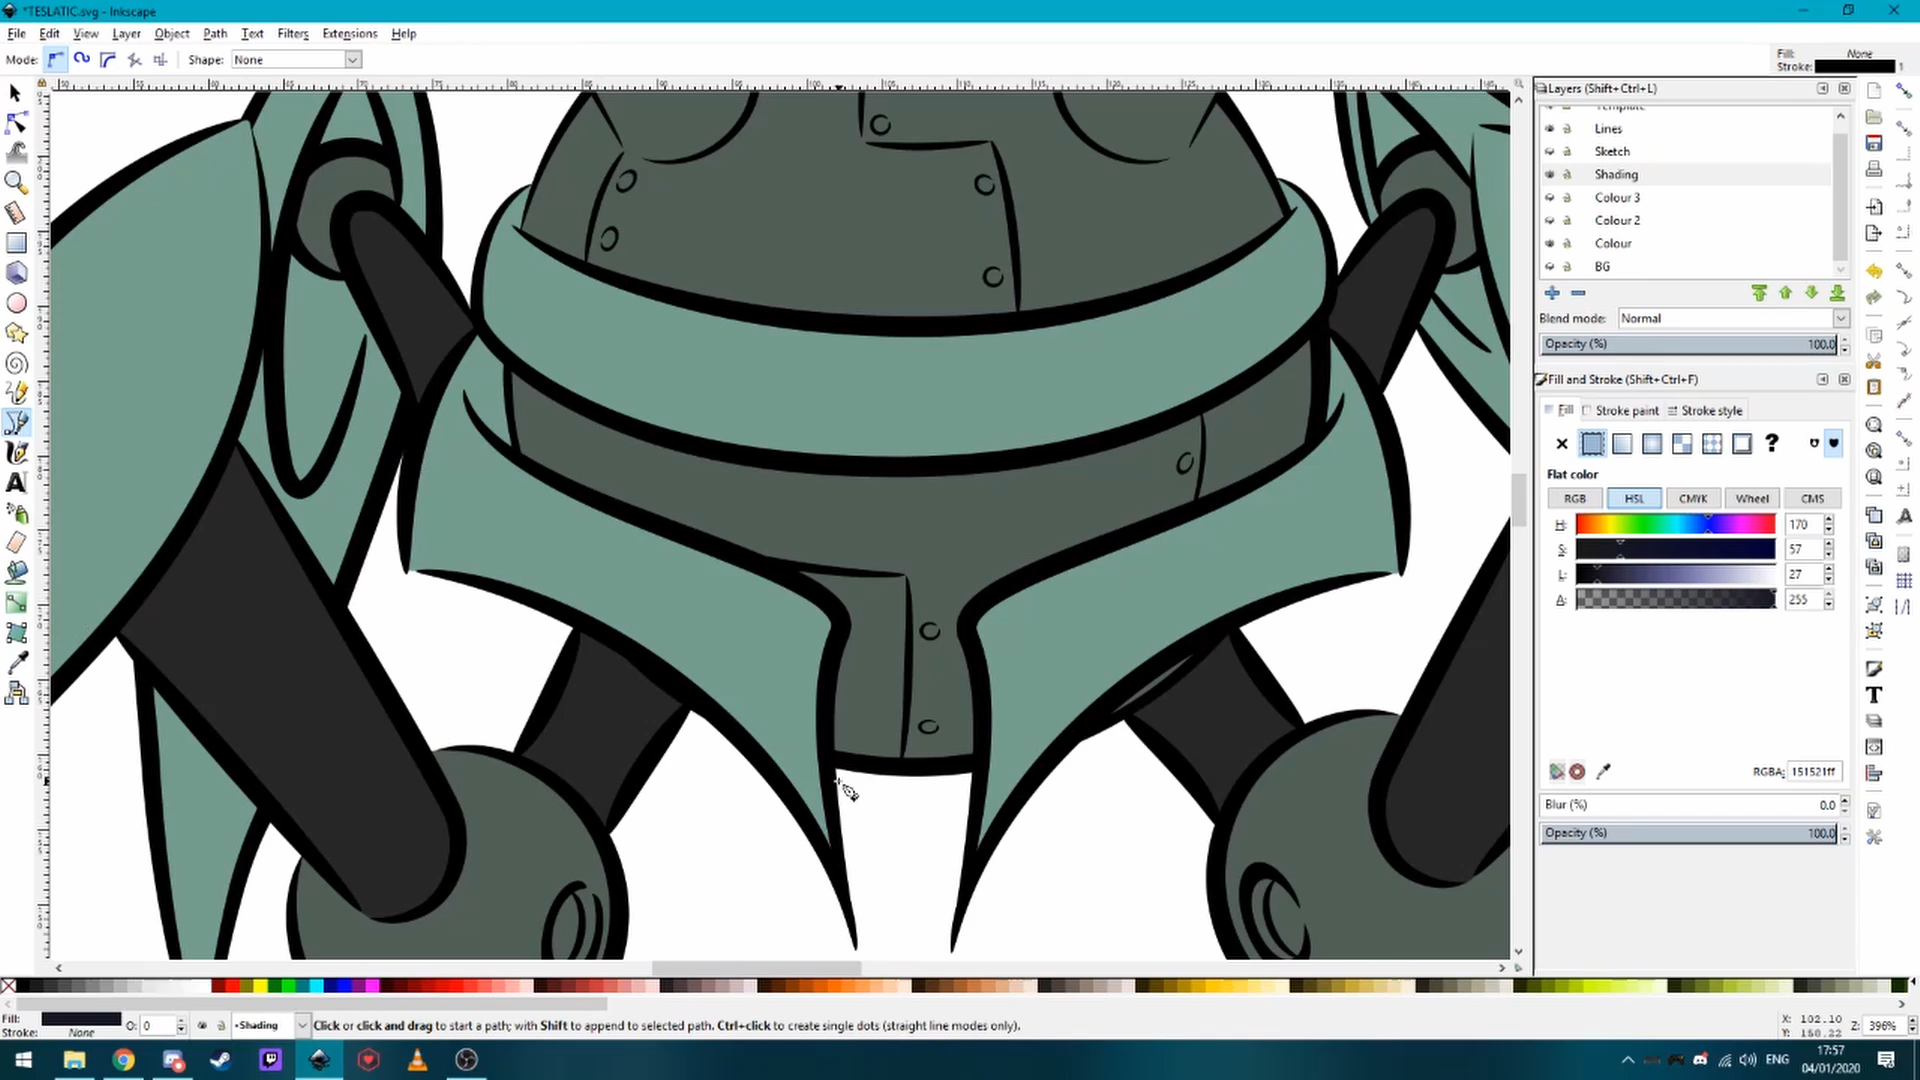 *TESLATIC.svg - Inkscape
File Edit View Layer Object Path Text Filters Extensions Help
Mode: Shape: None
Fill: None
Stroke: 1
Layers (Shift+Ctrl+L)
Template
Lines
Sketch
Shading
Colour 3
Colour 2
Colour
BG
Blend mode: Normal
Opacity (%) 100.0
Fill and Stroke (Shift+Ctrl+F)
Fill Stroke paint Stroke style
Flat color
RGB HSL CMYK Wheel CMS
H: 170
S: 57
L: 27
A: 255
RGBA: 151521ff
Blur (%) 0.0
Opacity (%) 100.0
Fill: O: 0 •Shading Click or click and drag to start a path; with Shift to append to selected path. Ctrl+click to create single dots (straight line modes only).
Stroke: None
X: 102.10
Y: 158.22
Z: 396%
ENG
17:57
04/01/2020